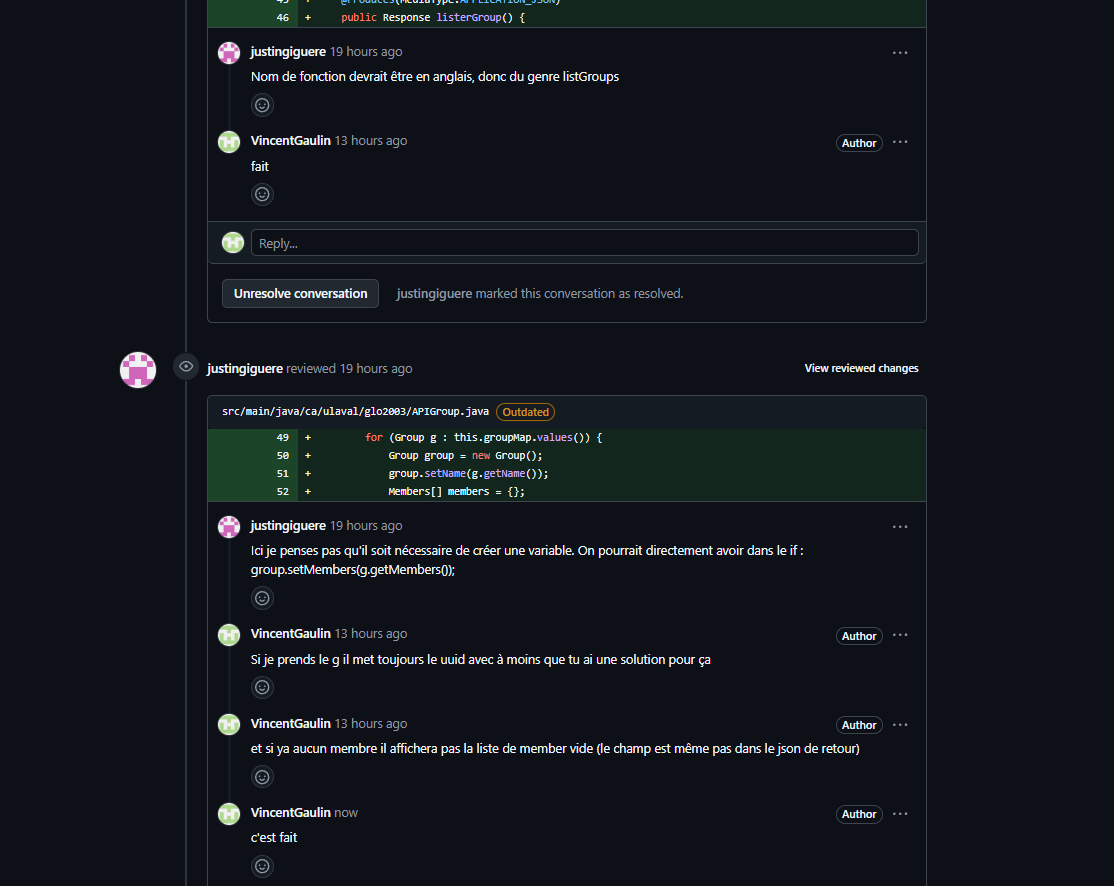 45 + @Produces(MediaType.APPLICATION_JSON)
46 + public Response listerGroup() {
justingiguere 19 hours ago
Nom de fonction devrait être en anglais, donc du genre listGroups
VincentGaulin 13 hours ago Author
fait
Reply...
Unresolve conversation justingiguere marked this conversation as resolved.
justingiguere reviewed 19 hours ago View reviewed changes
src/main/java/ca/ulaval/glo2003/APIGroup.java Outdated
49 + for (Group g : this.groupMap.values()) {
50 + Group group = new Group();
51 + group.setName(g.getName());
52 + Members[] members = {};
justingiguere 19 hours ago
Ici je penses pas qu'il soit nécessaire de créer une variable. On pourrait directement avoir dans le if :
group.setMembers(g.getMembers());
VincentGaulin 13 hours ago Author
Si je prends le g il met toujours le uuid avec à moins que tu ai une solution pour ça
VincentGaulin 13 hours ago Author
et si ya aucun membre il affichera pas la liste de member vide (le champ est même pas dans le json de retour)
VincentGaulin now Author
c'est fait